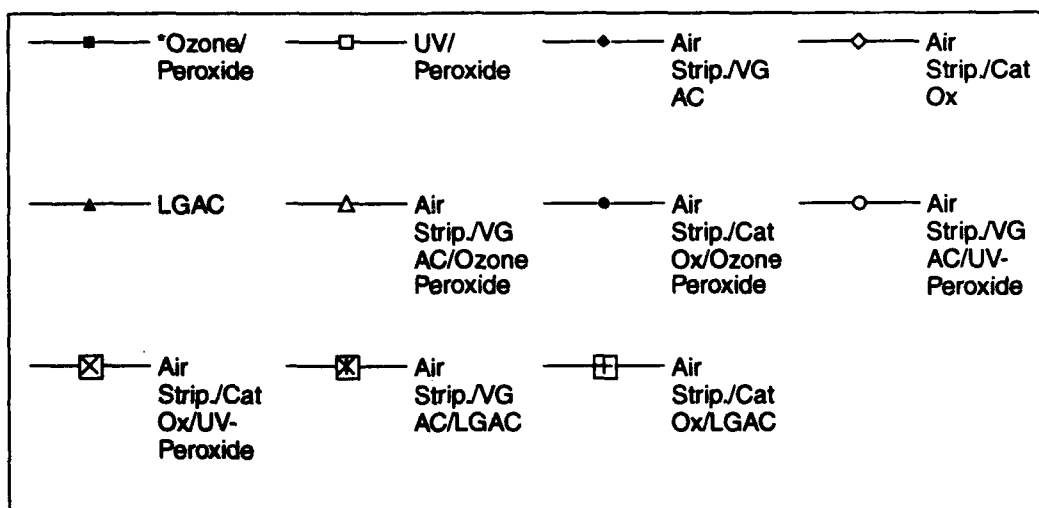 *Ozone/
Peroxide
UV/
Peroxide
Air
Strip./VG
AC
Air
Strip./Cat
Ox
LGAC
Air
Strip./VG
AC/Ozone
Peroxide
Air
Strip./Cat
Ox/Ozone
Peroxide
Air
Strip./VG
AC/UV-
Peroxide
Air
Strip./Cat
Ox/UV-
Peroxide
Air
Strip./VG
AC/LGAC
Air
Strip./Cat
Ox/LGAC